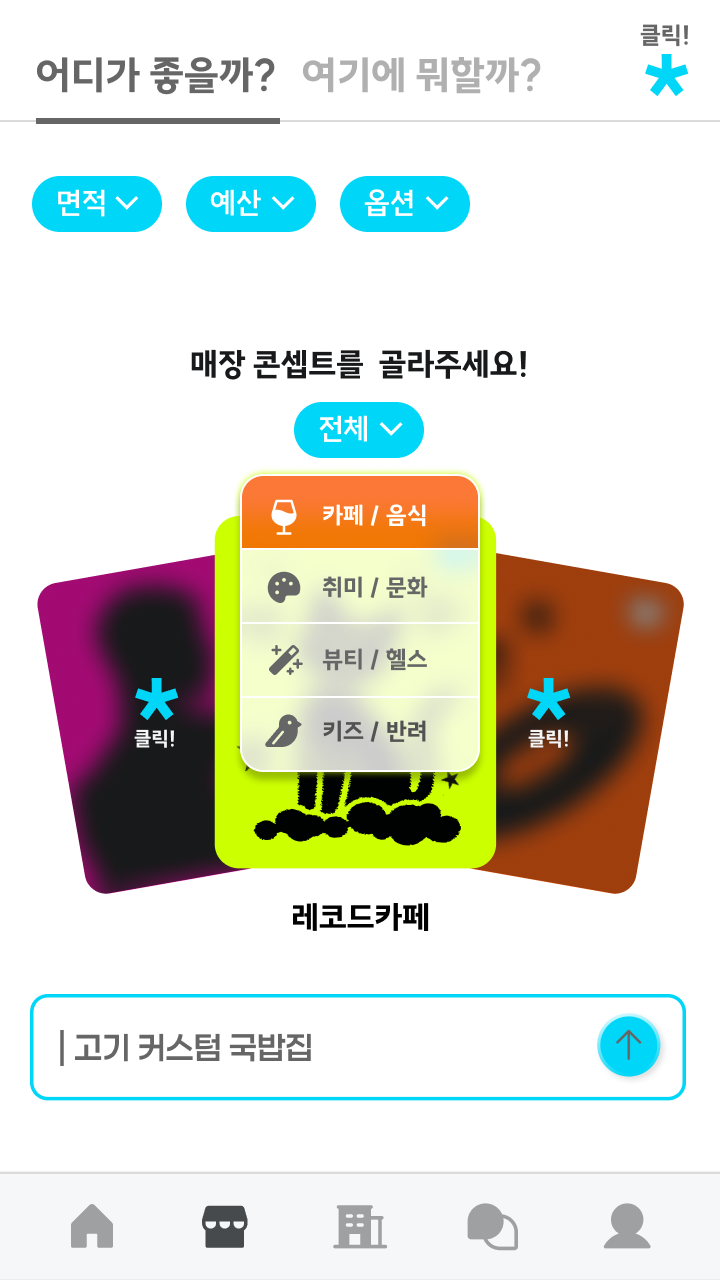 클릭!
어디가 좋을까? 여기에 뭐할까?
면적 예산 옵션
매장 콘셉트를 골라주세요!
전체
카페 / 음식
취미 / 문화
뷰티 / 헬스
키즈 / 반려
클릭! 클릭!
레코드카페
고기 커스텀 국밥집